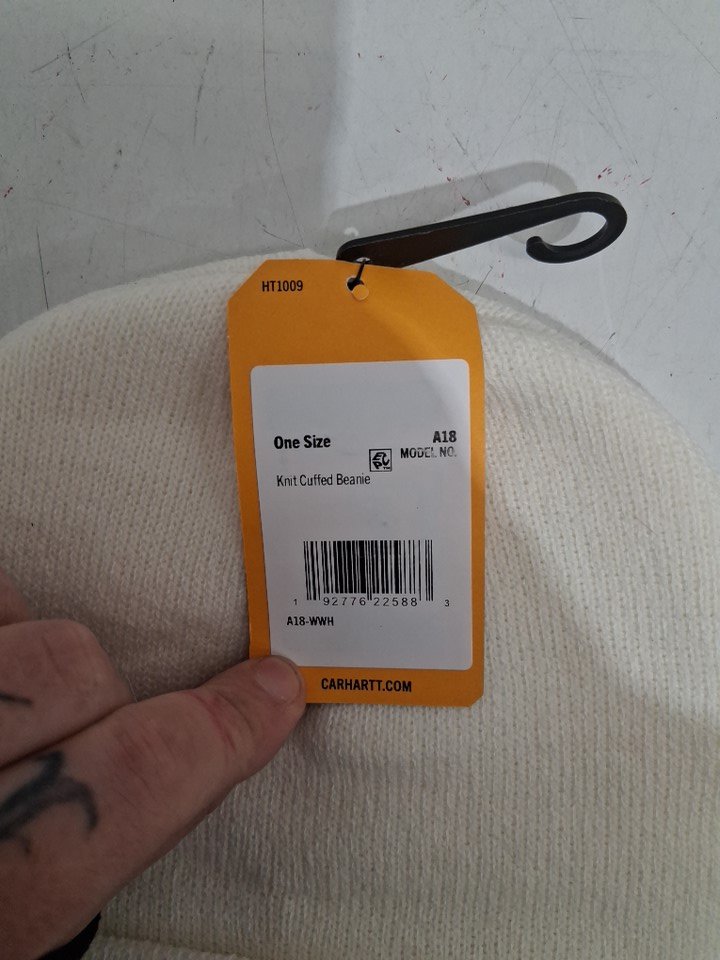 HT1009
One Size
A18
MODEL NO.
Knit Cuffed Beanie
1 92776 22588 3
A18-WWH
CARHARTT.COM